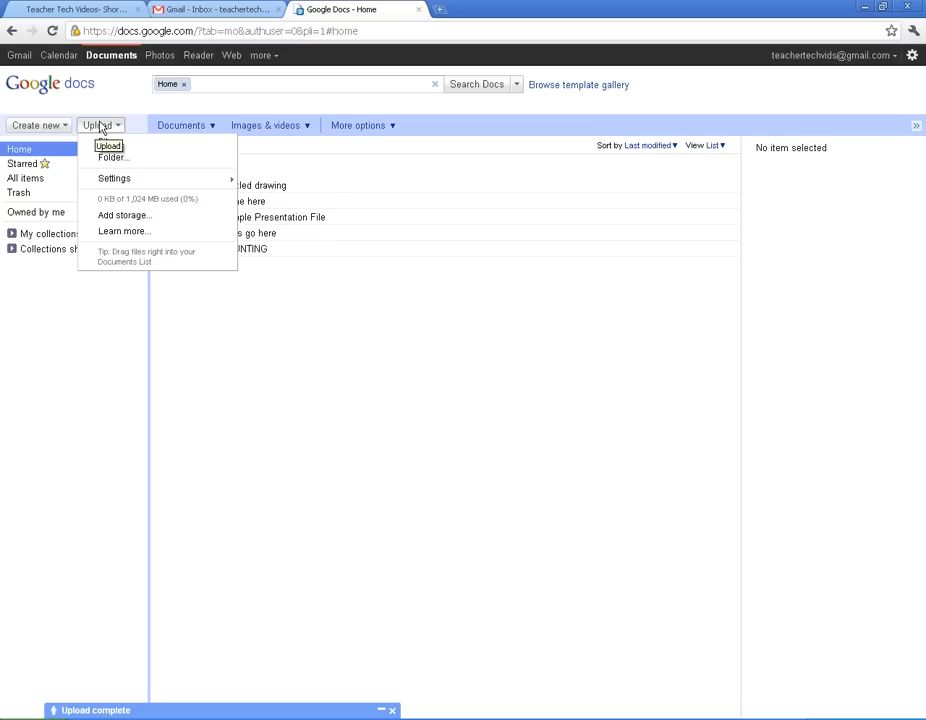 Teacher Tech Videos- Shor...
Gmail - Inbox - teachertech...
Google Docs - Home
https://docs.google.com/?tab=mo&authuser=0&pli=1#home
Gmail Calendar Documents Photos Reader Web more
teachertechvids@gmail.com
Google docs
Home
Search Docs
Browse template gallery
Create new
Upload
Documents
Images & videos
More options
Home
Starred
All items
Trash
Owned by me
My collections
Collections sh
Upload
Folder...
Settings
0 KB of 1,024 MB used (0%)
Add storage...
Learn more...
Tip: Drag files right into your
Documents List
Sort by Last modified
View List
tled drawing
ne here
ple Presentation File
s go here
UNTING
No item selected
Upload complete